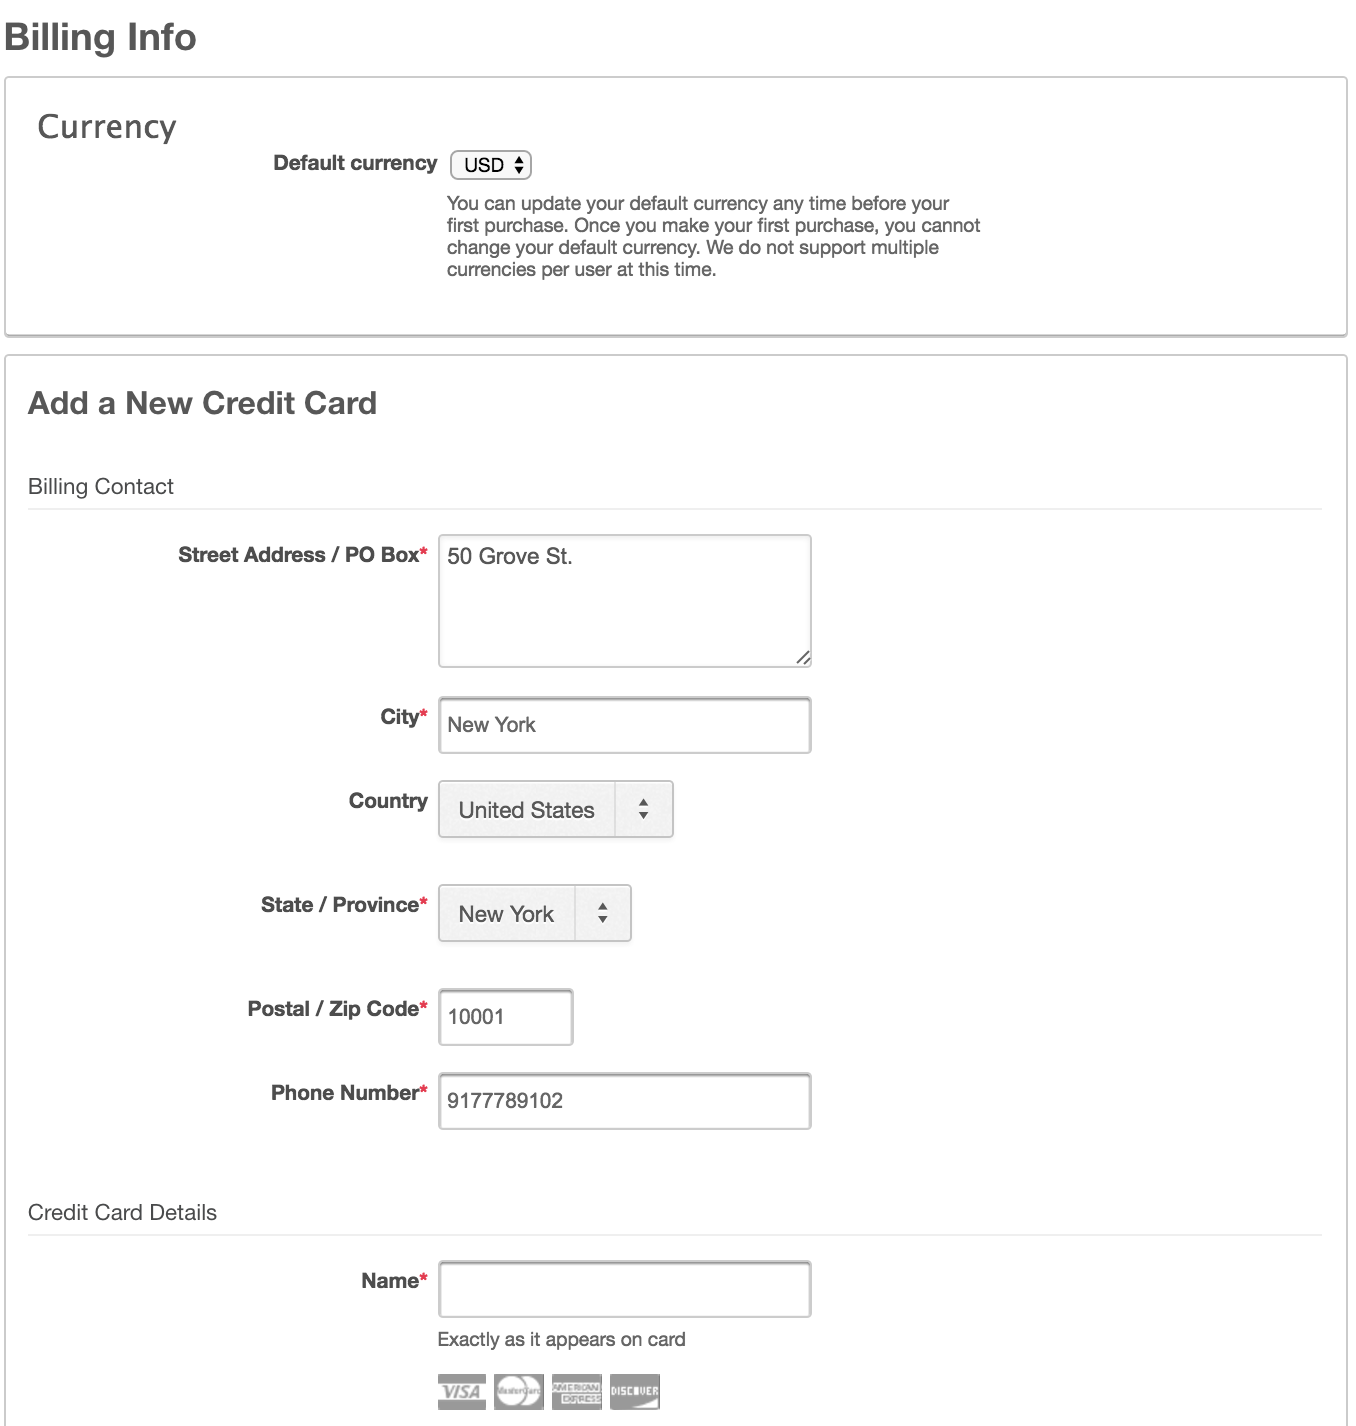 Billing Info
Currency
Default currency USD
You can update your default currency any time before your
first purchase. Once you make your first purchase, you cannot
change your default currency. We do not support multiple
currencies per user at this time.
Add a New Credit Card
Billing Contact
Street Address / PO Box* 50 Grove St.
City* New York
Country United States
State / Province* New York
Postal / Zip Code* 10001
Phone Number* 9177789102
Credit Card Details
Name*
Exactly as it appears on card
VISA MasterCard AMERICAN EXPRESS DISCOVER